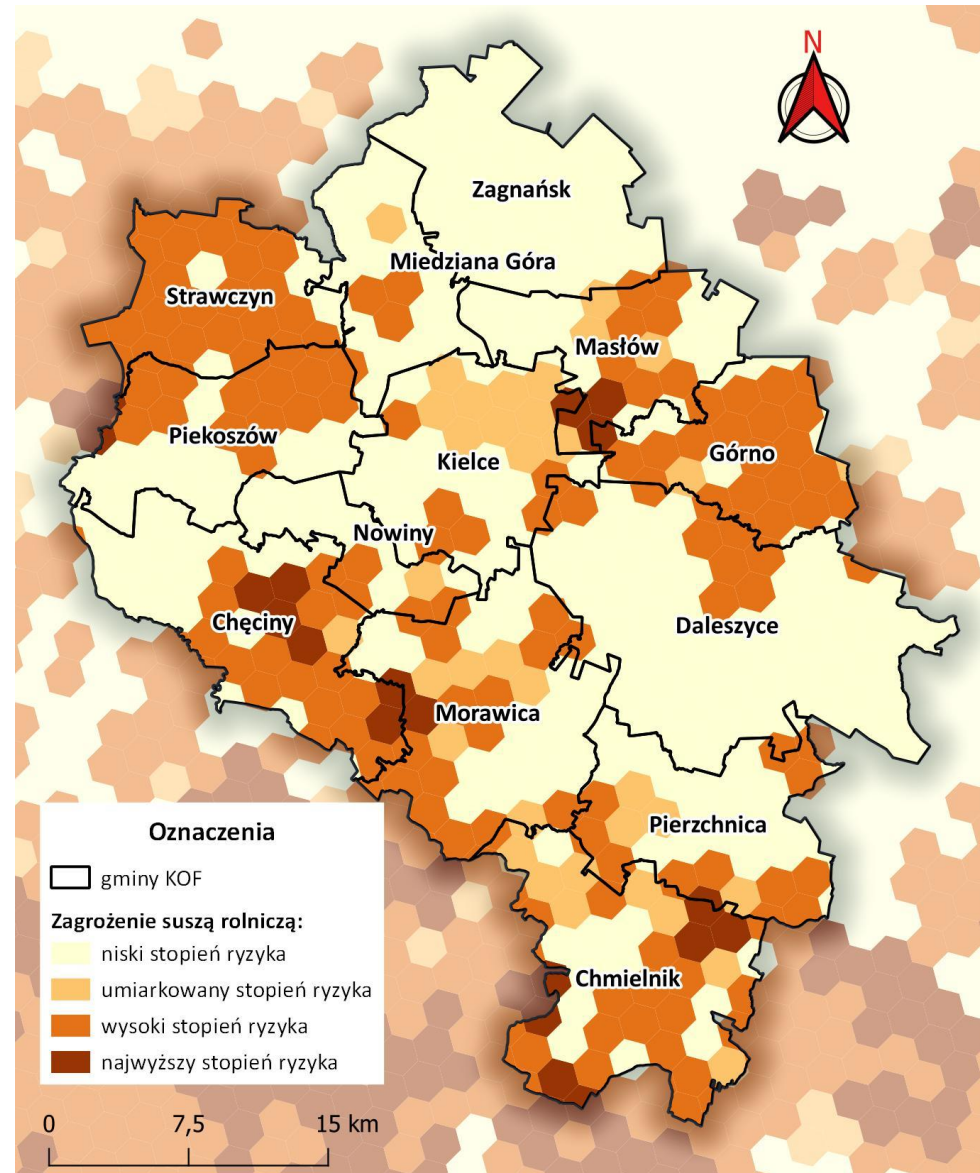 N
Zagnańsk
Miedziana Góra
Strawczyn
Masłów
Piekoszów
Kielce
Górno
Nowiny
Chęciny
Daleszyce
Morawica
Pierzchnica
Chmielnik
Oznaczenia
gminy KOF
Zagrożenie suszą rolniczą:
niski stopień ryzyka
umiarkowany stopień ryzyka
wysoki stopień ryzyka
najwyższy stopień ryzyka
0 7,5 15 km